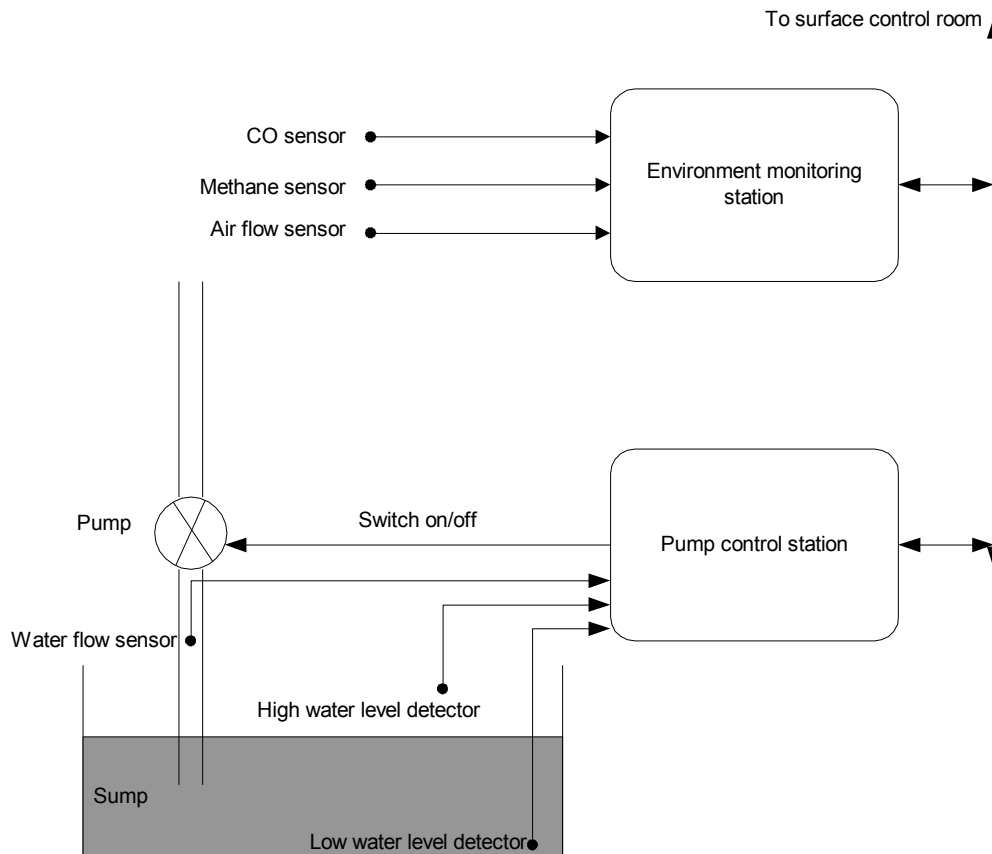 To surface control room
CO sensor
Methane sensor
Air flow sensor
Environment monitoring
station
Pump
Switch on/off
Pump control station
Water flow sensor
High water level detector
Sump
Low water level detector